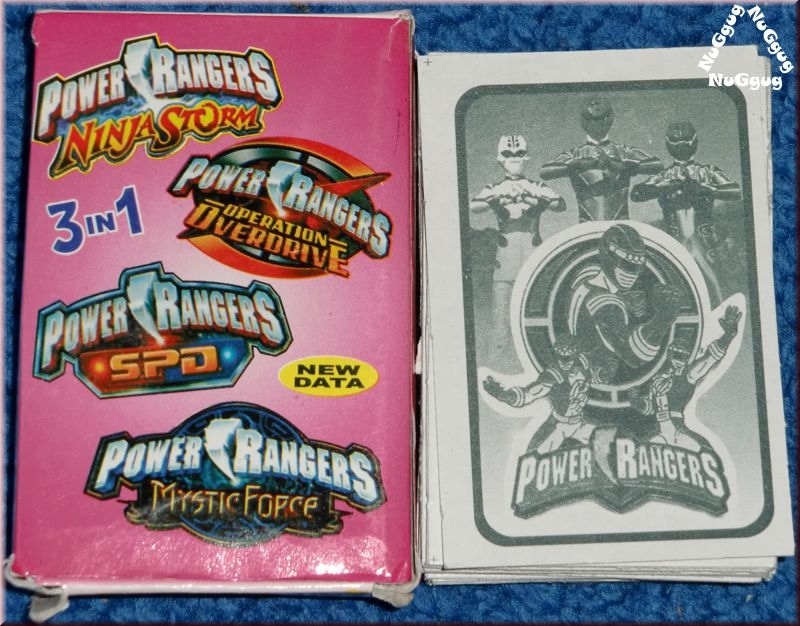 POWER RANGERS
NINJA STORM
3 IN 1
POWER RANGERS
OPERATION
OVERDRIVE
POWER RANGERS
SPD
NEW
DATA
POWER RANGERS
MYSTIC FORCE
POWER RANGERS
NuGgug
NuGgug
NuGgug